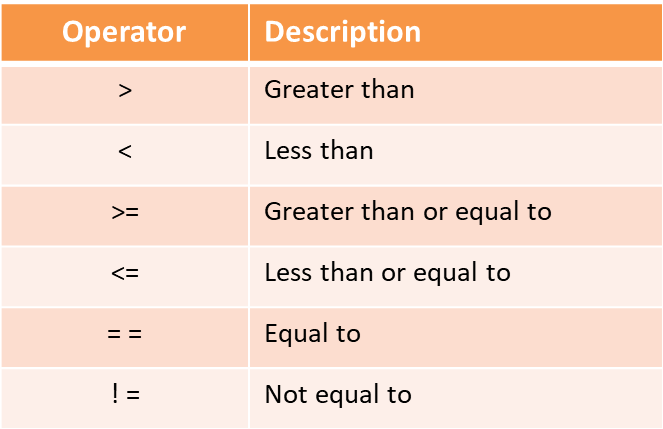 Operator Description
> Greater than
< Less than
>= Greater than or equal to
<= Less than or equal to
= = Equal to
! = Not equal to